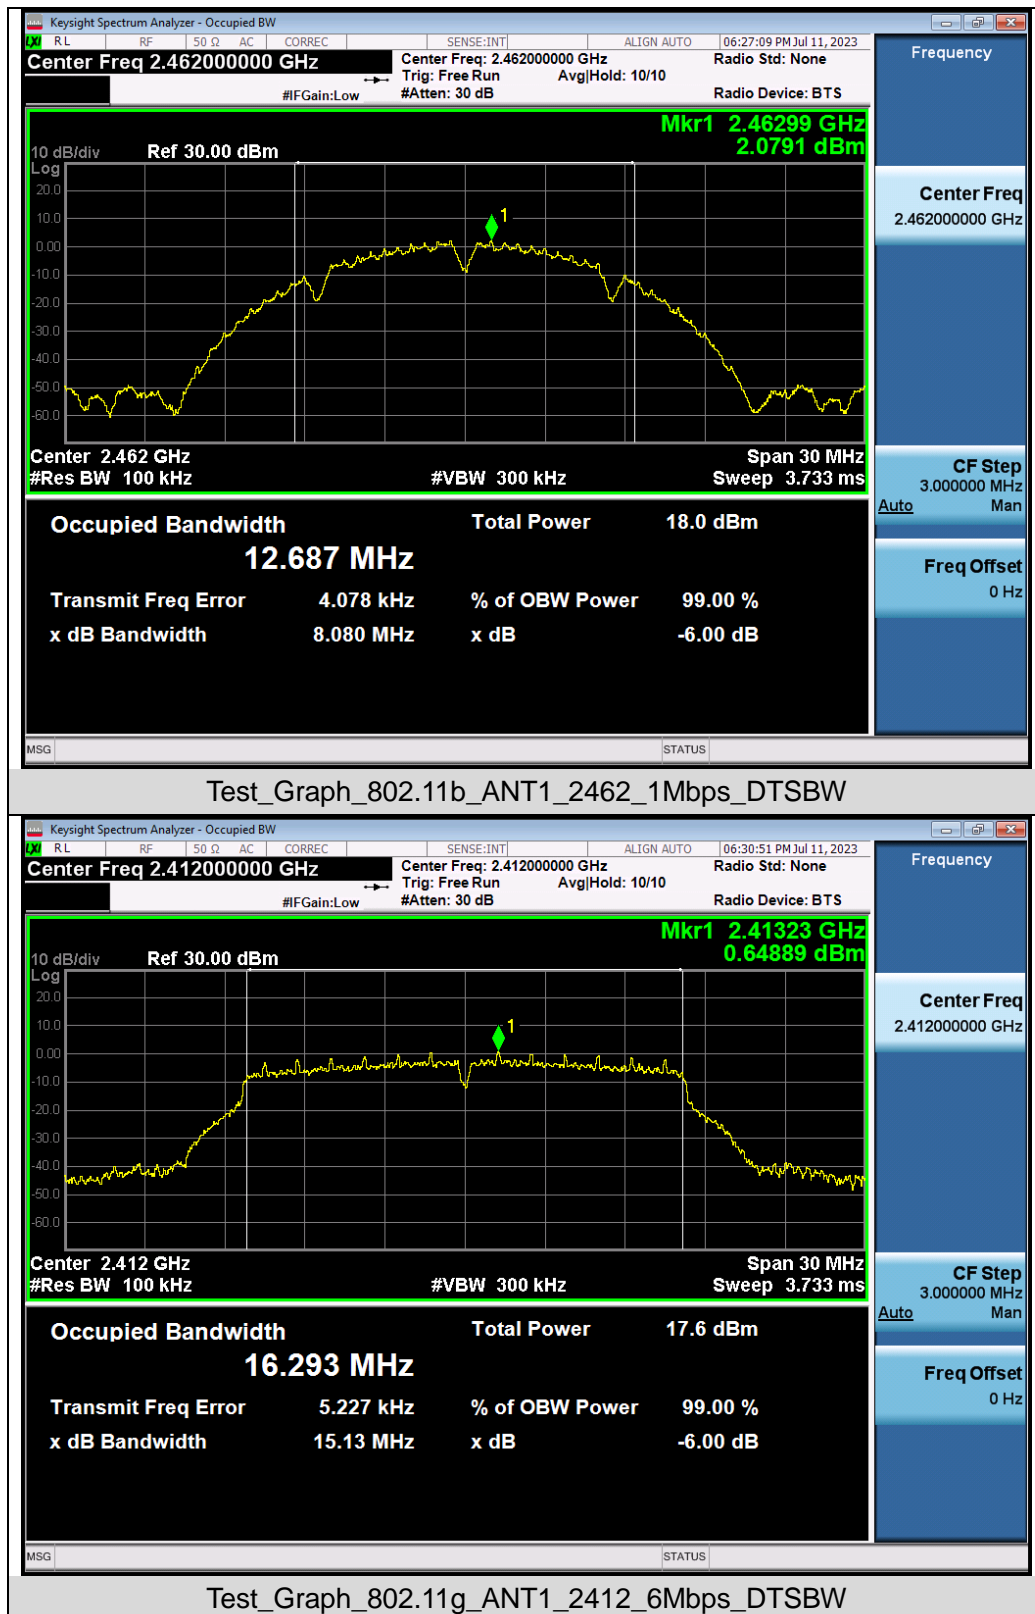 Keysight Spectrum Analyzer - Occupied BW
LXI RL RF 50 Ω AC CORREC SENSE:INT ALIGN AUTO 06:27:09 PM Jul 11, 2023
Center Freq 2.462000000 GHz
Center Freq: 2.462000000 GHz
Radio Std: None
Trig: Free Run Avg|Hold: 10/10
#IFGain:Low #Atten: 30 dB Radio Device: BTS
Frequency
Mkr1 2.46299 GHz
2.0791 dBm
10 dB/div Ref 30.00 dBm
Log
20.0
10.0
1
0.00
-10.0
-20.0
-30.0
-40.0
-50.0
-60.0
Center Freq
2.462000000 GHz
Center 2.462 GHz Span 30 MHz
#Res BW 100 kHz #VBW 300 kHz Sweep 3.733 ms
CF Step
3.000000 MHz
Auto Man
Freq Offset
0 Hz
Occupied Bandwidth Total Power 18.0 dBm
12.687 MHz
Transmit Freq Error 4.078 kHz % of OBW Power 99.00 %
x dB Bandwidth 8.080 MHz x dB -6.00 dB
MSG STATUS
Test_Graph_802.11b_ANT1_2462_1Mbps_DTSBW
Keysight Spectrum Analyzer - Occupied BW
LXI RL RF 50 Ω AC CORREC SENSE:INT ALIGN AUTO 06:30:51 PM Jul 11, 2023
Center Freq 2.412000000 GHz
Center Freq: 2.412000000 GHz
Radio Std: None
Trig: Free Run Avg|Hold: 10/10
#IFGain:Low #Atten: 30 dB Radio Device: BTS
Frequency
Mkr1 2.41323 GHz
0.64889 dBm
10 dB/div Ref 30.00 dBm
Log
20.0
10.0
1
0.00
-10.0
-20.0
-30.0
-40.0
-50.0
-60.0
Center Freq
2.412000000 GHz
Center 2.412 GHz Span 30 MHz
#Res BW 100 kHz #VBW 300 kHz Sweep 3.733 ms
CF Step
3.000000 MHz
Auto Man
Freq Offset
0 Hz
Occupied Bandwidth Total Power 17.6 dBm
16.293 MHz
Transmit Freq Error 5.227 kHz % of OBW Power 99.00 %
x dB Bandwidth 15.13 MHz x dB -6.00 dB
MSG STATUS
Test_Graph_802.11g_ANT1_2412_6Mbps_DTSBW